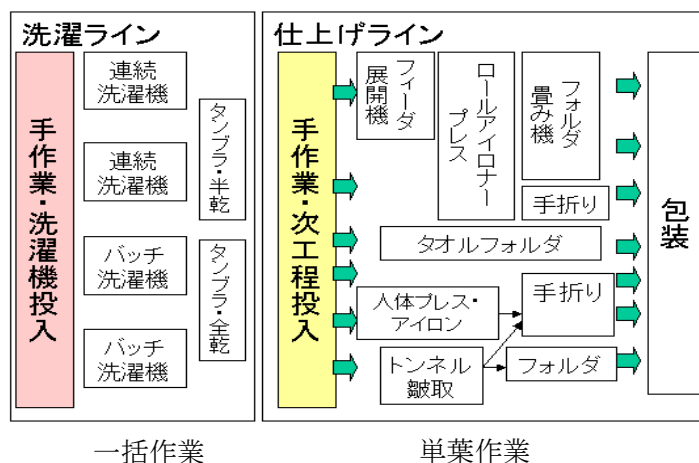 洗濯ライン
手作業・洗濯機投入
連続
洗濯機
連続
洗濯機
バッチ
洗濯機
バッチ
洗濯機
タンブラ・半乾
タンブラ・全乾
一括作業
仕上げライン
手作業・次工程投入
フィーダ
展開機
ロールアイロナー
プレス
フォルダ
畳み機
手折り
タオルフォルダ
人体プレス・
アイロン
手折り
トンネル
皺取
フォルダ
包装
単葉作業